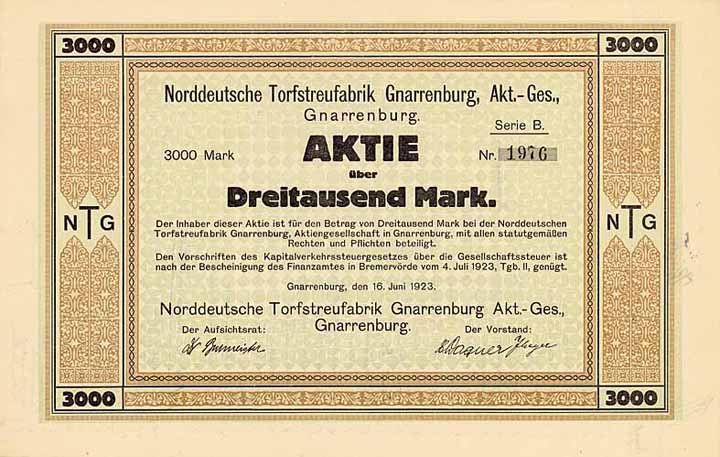 3000 3000
Norddeutsche Torfstreufabrik Gnarrenburg, Akt.-Ges.,
Gnarrenburg.
Serie B.
3000 Mark AKTIE Nr. 1976
über
Dreitausend Mark.
NTG NTG
Der Inhaber dieser Aktie ist für den Betrag von Dreitausend Mark bei der Norddeutschen
Torfstreufabrik Gnarrenburg, Aktiengesellschaft in Gnarrenburg, mit allen statutgemäßen
Rechten und Pflichten beteiligt.
Den Vorschriften des Kapitalverkehrssteuergesetzes über die Gesellschaftssteuer ist
nach der Bescheinigung des Finanzamtes in Bremervörde vom 4. Juli 1923, Tgb. II, genügt.
Gnarrenburg, den 16. Juni 1923.
Norddeutsche Torfstreufabrik Gnarrenburg Akt.-Ges.,
Gnarrenburg.
Der Aufsichtsrat: Der Vorstand:
Wagner
3000 3000